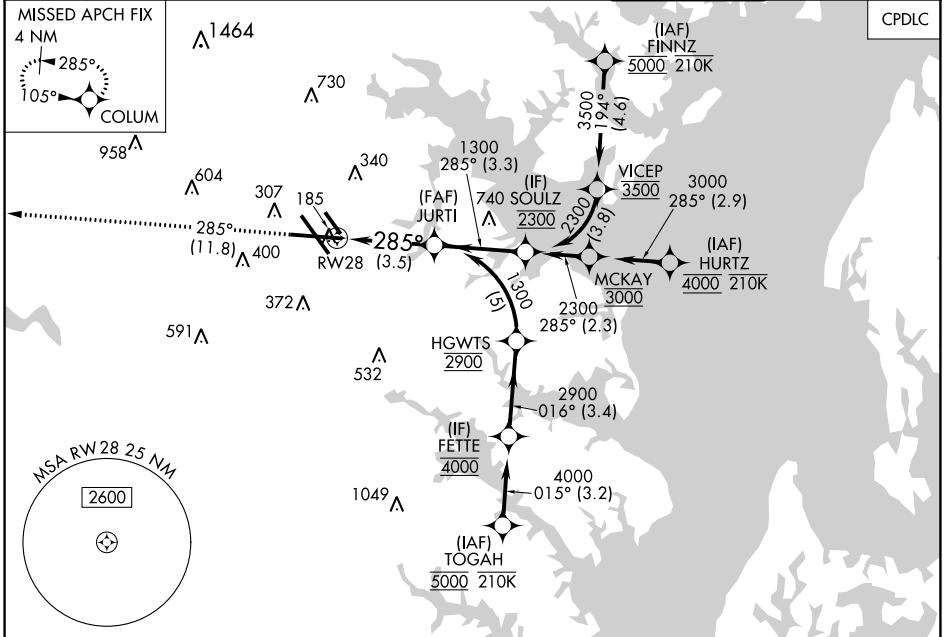 MISSED APCH FIX
4 NM
285°
105°
COLUM
1464
CPDLC
(IAF)
FINNZ
5000 210K
730
3500
194°
(4.6)
958
604
340
307
185
1300
285° (3.3)
(FAF)
JURTI
740
(IF)
SOULZ
2300
VICEP
3500
2300
(3.8)
3000
285° (2.9)
(IAF)
HURTZ
4000 210K
285°
(11.8)
400
RW28
285°
(3.5)
MCKAY
3000
2300
285° (2.3)
1300
(5)
372
591
532
HGWTS
2900
2900
016° (3.4)
(IF)
FETTE
4000
4000
015° (3.2)
MSA RW28 25 NM
2600
1049
(IAF)
TOGAH
5000 210K